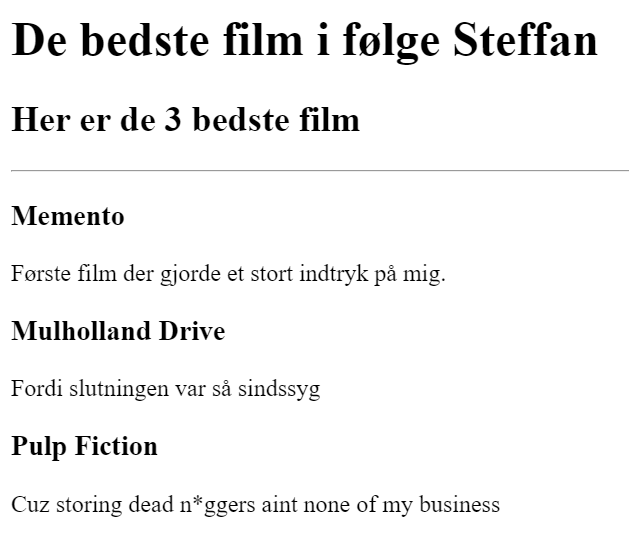 De bedste film i følge Steffan
Her er de 3 bedste film
Memento
Første film der gjorde et stort indtryk på mig.
Mulholland Drive
Fordi slutningen var så sindssyg
Pulp Fiction
Cuz storing dead n*ggers aint none of my business